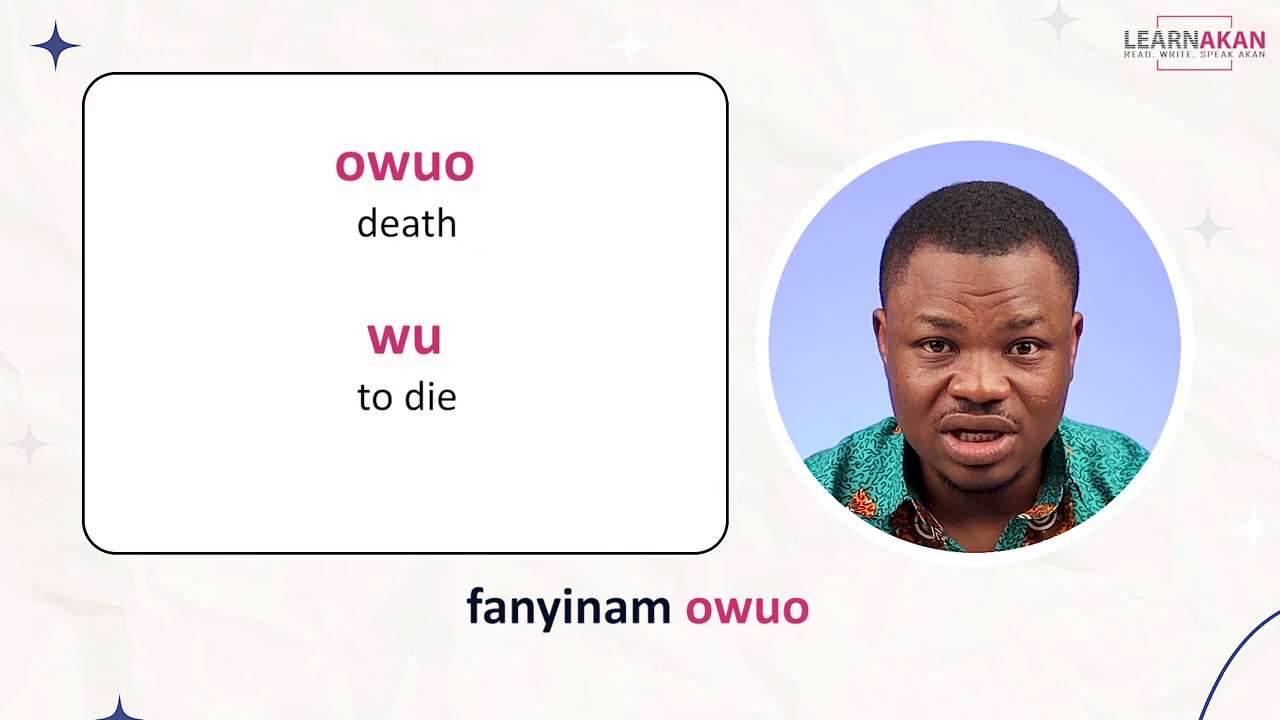 LEARNAKAN
READ. WRITE. SPEAK AKAN
owuo
death
wu
to die
fanyinam owuo